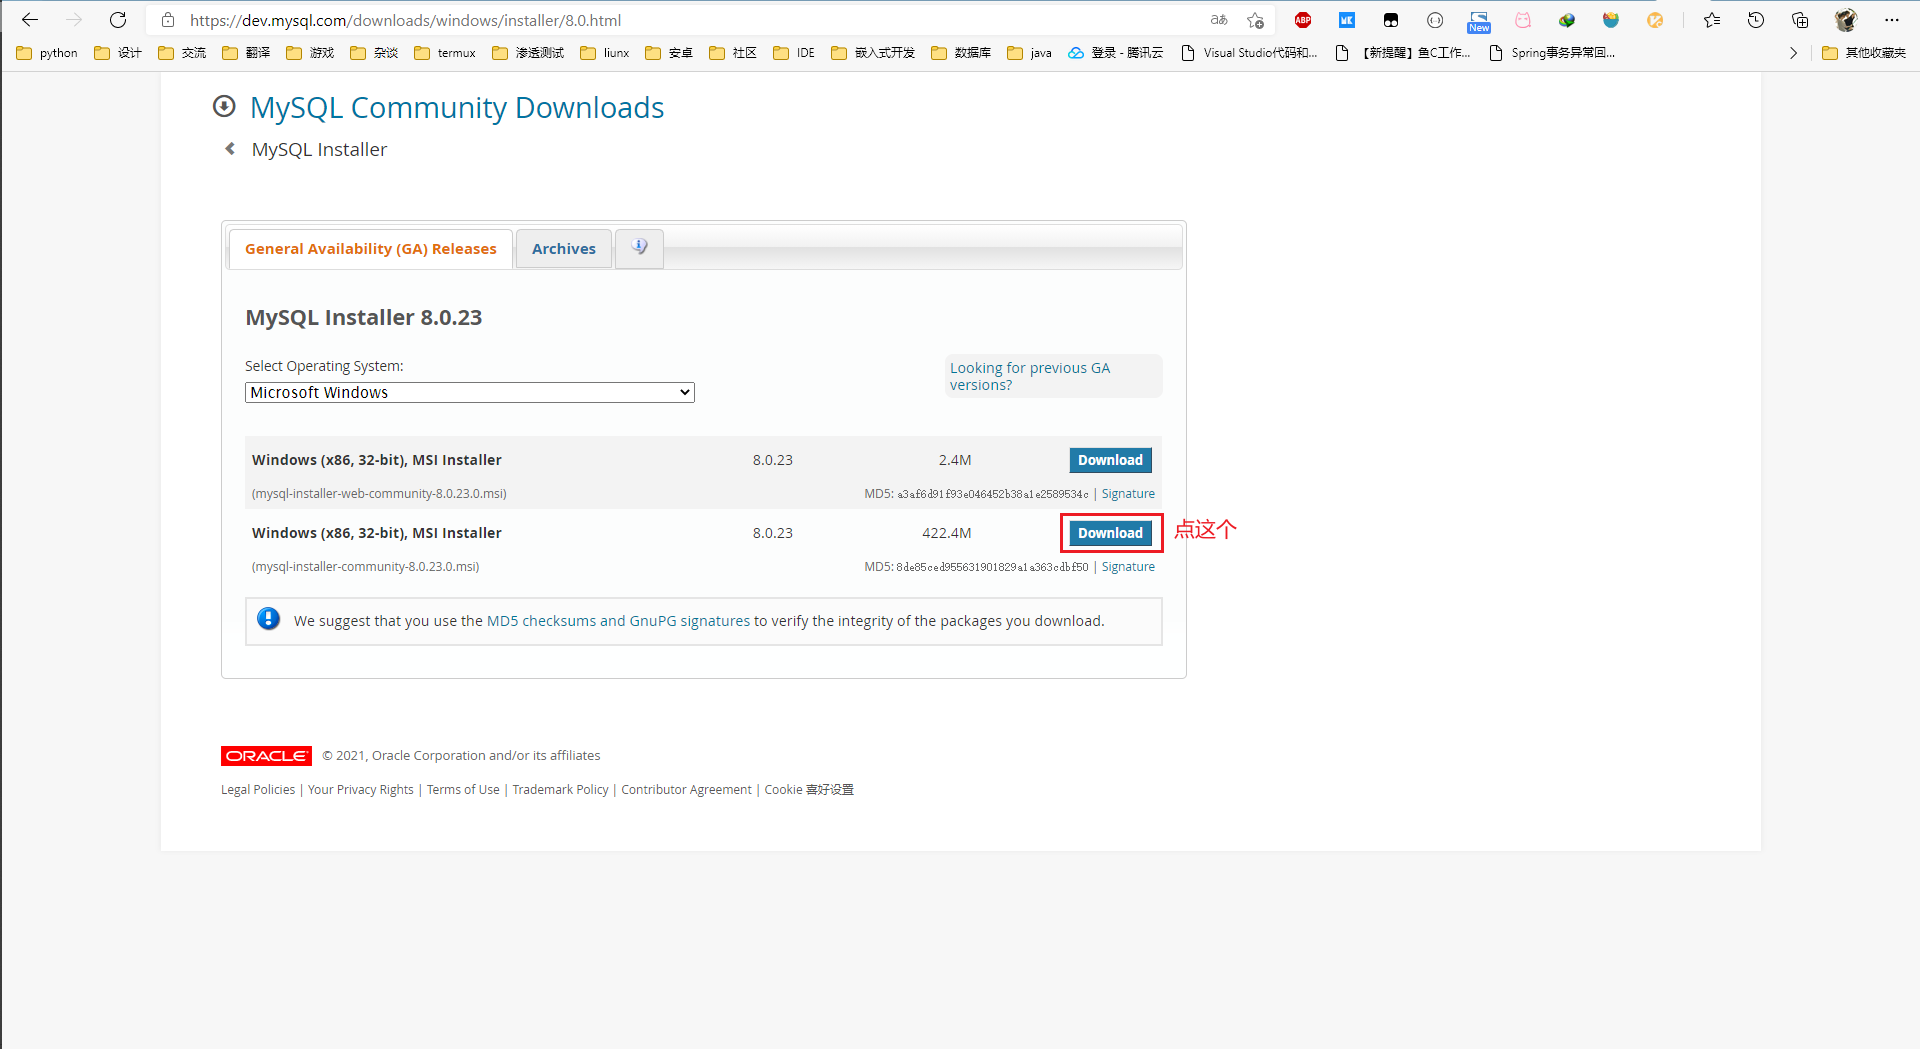 https://dev.mysql.com/downloads/windows/installer/8.0.html
aあ
ABP
New
python 设计 交流 翻译 游戏 杂谈 termux 渗透测试 liunx 安卓 社区 IDE 嵌入式开发 数据库 java 登录 - 腾讯云 Visual Studio代码和... 【新提醒】鱼C工作... Spring事务异常回... 其他收藏夹
MySQL Community Downloads
MySQL Installer
General Availability (GA) Releases Archives
MySQL Installer 8.0.23
Select Operating System:
Microsoft Windows
Looking for previous GA
versions?
Windows (x86, 32-bit), MSI Installer 8.0.23 2.4M Download
(mysql-installer-web-community-8.0.23.0.msi) MD5: a3af6d91f93e046452b38a1e2589534c | Signature
Windows (x86, 32-bit), MSI Installer 8.0.23 422.4M Download 点这个
(mysql-installer-community-8.0.23.0.msi) MD5: 8de85ced955631901829a1a363cdbf50 | Signature
We suggest that you use the MD5 checksums and GnuPG signatures to verify the integrity of the packages you download.
ORACLE © 2021, Oracle Corporation and/or its affiliates
Legal Policies | Your Privacy Rights | Terms of Use | Trademark Policy | Contributor Agreement | Cookie 喜好设置